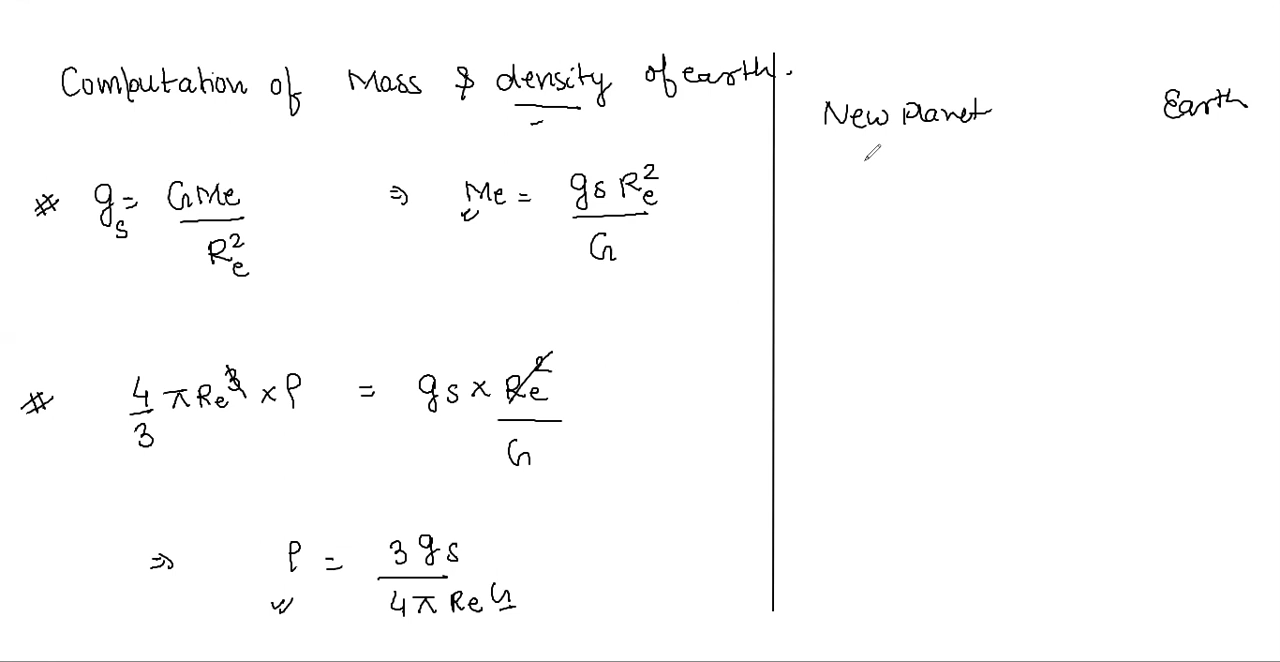 Computation of Mass & density of earth.
* gs = GMe / Re² ⇒ Me = gs Re² / G
* 4/3 π Re³ × ρ = gs × Re² / G
⇒ ρ = 3gs / 4π Re G
New Planet Earth